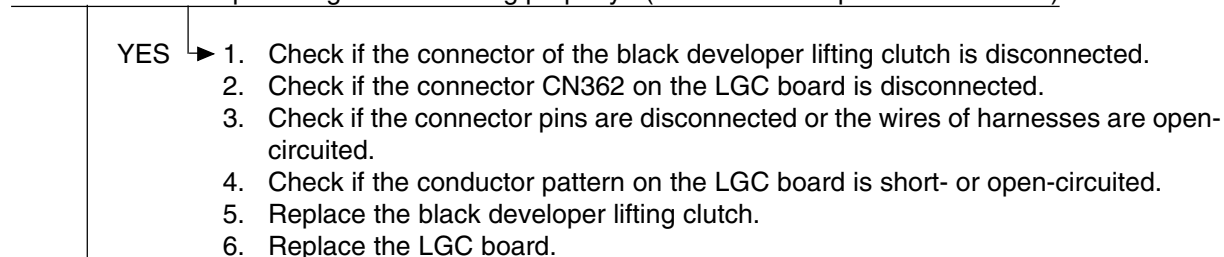 YES 1. Check if the connector of the black developer lifting clutch is disconnected.
2. Check if the connector CN362 on the LGC board is disconnected.
3. Check if the connector pins are disconnected or the wires of harnesses are open-
circuited.
4. Check if the conductor pattern on the LGC board is short- or open-circuited.
5. Replace the black developer lifting clutch.
6. Replace the LGC board.